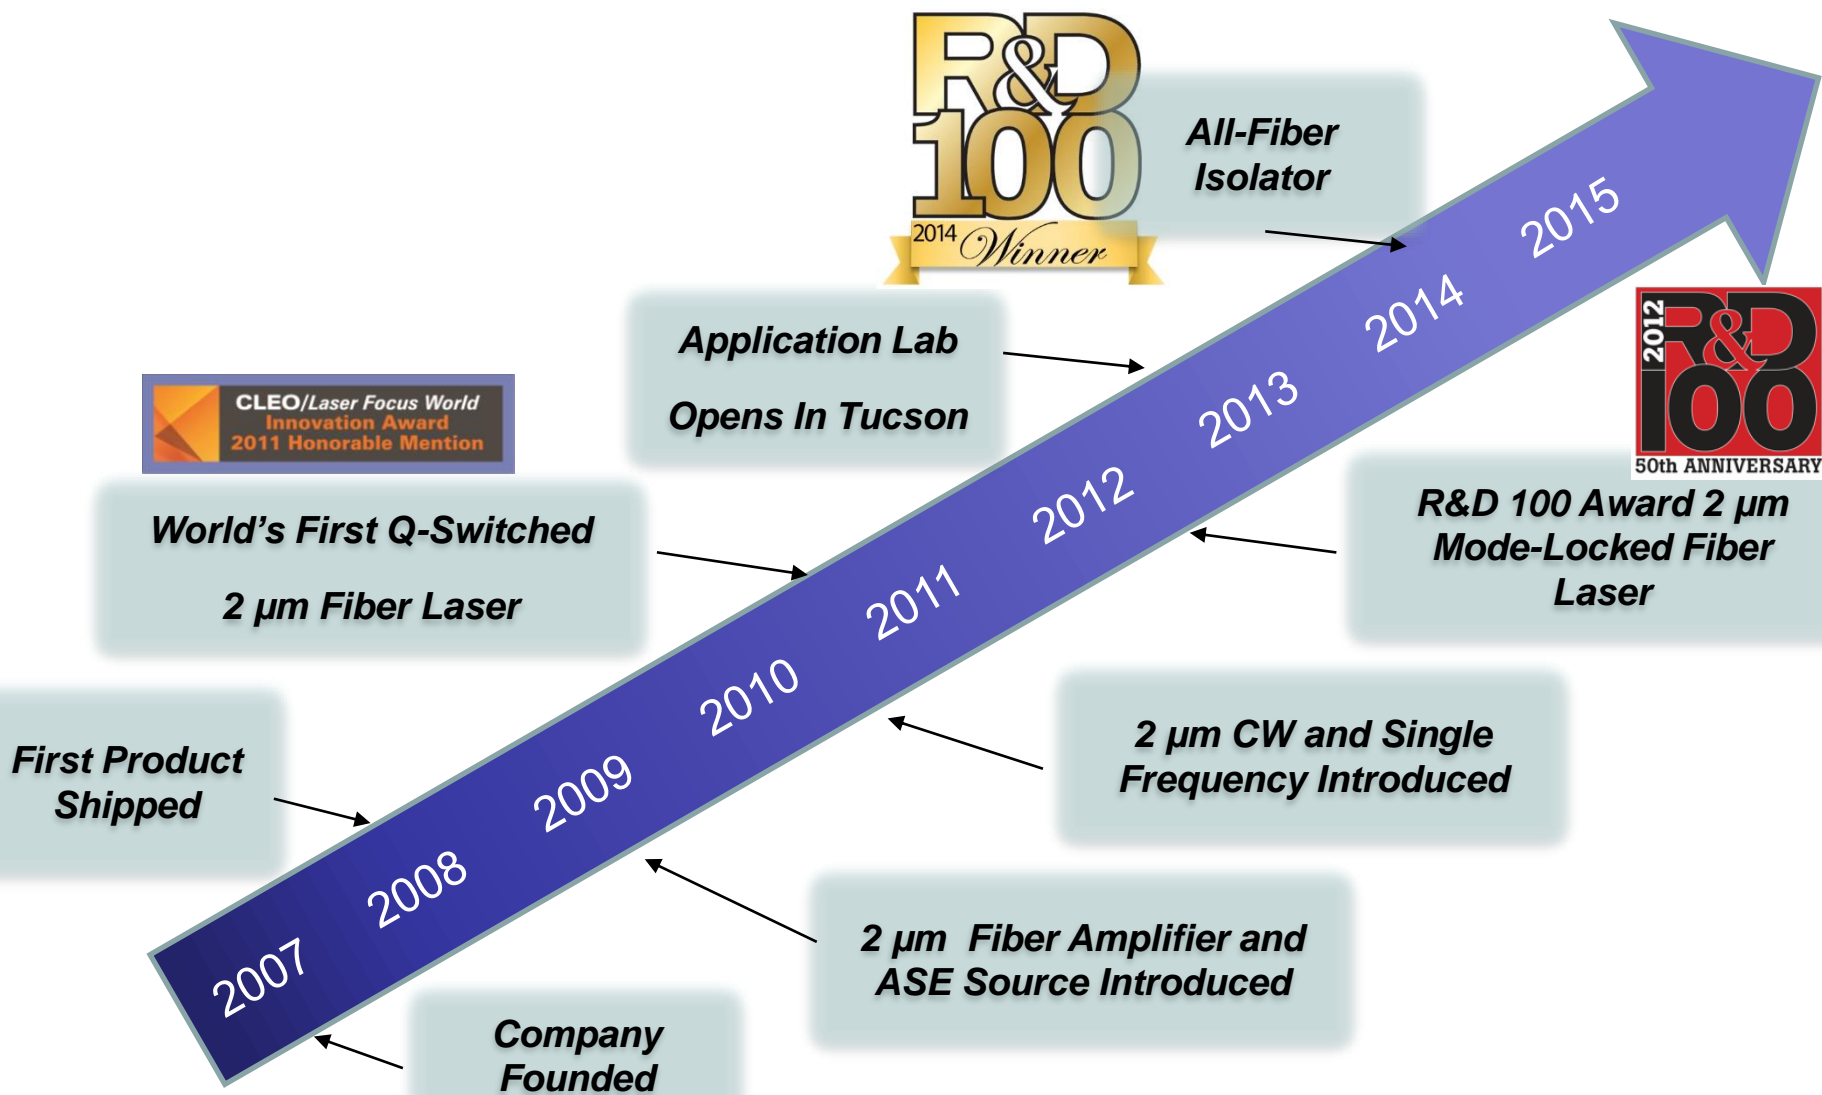 R&D
100
2014 Winner
All-Fiber
Isolator
2015
2014
2013
2012
2011
2010
2009
2008
2007
Application Lab
Opens In Tucson
2012
R&D
100
50th ANNIVERSARY
R&D 100 Award 2 µm
Mode-Locked Fiber
Laser
CLEO/Laser Focus World
Innovation Award
2011 Honorable Mention
World's First Q-Switched
2 µm Fiber Laser
2 µm CW and Single
Frequency Introduced
First Product
Shipped
2 µm  Fiber Amplifier and
ASE Source Introduced
Company
Founded